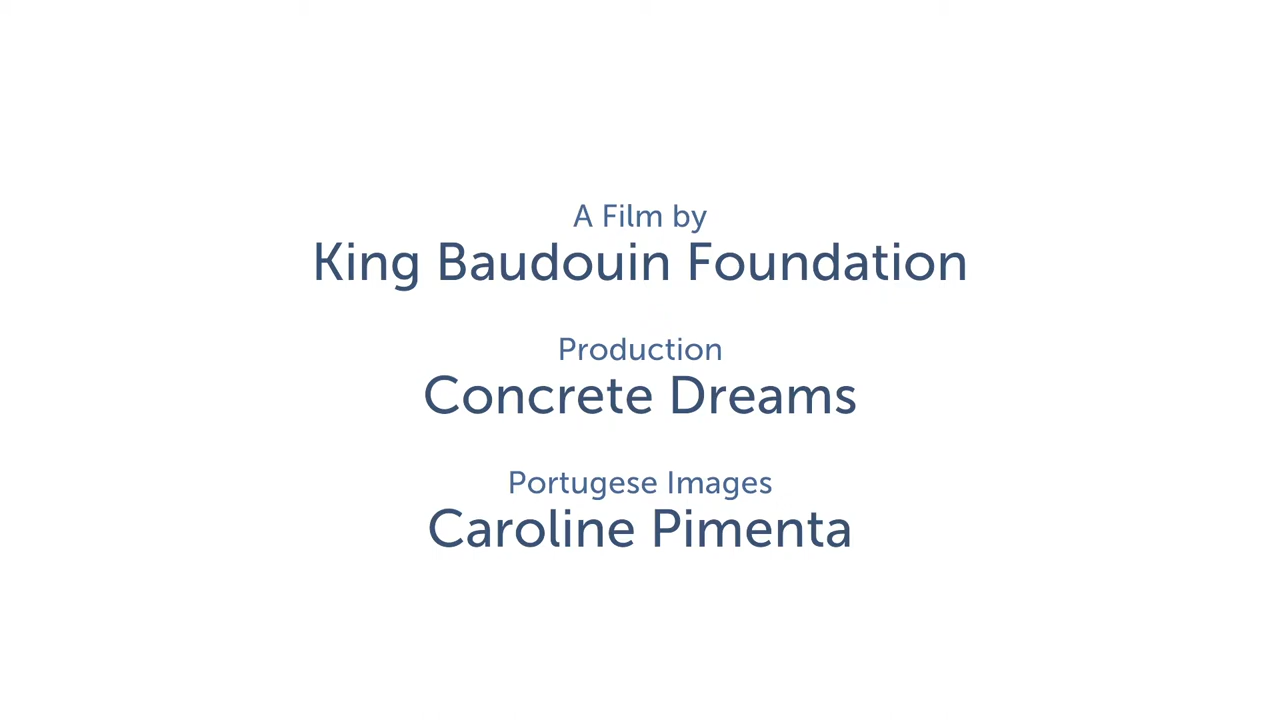 A Film by
King Baudouin Foundation
Production
Concrete Dreams
Portugese Images
Caroline Pimenta